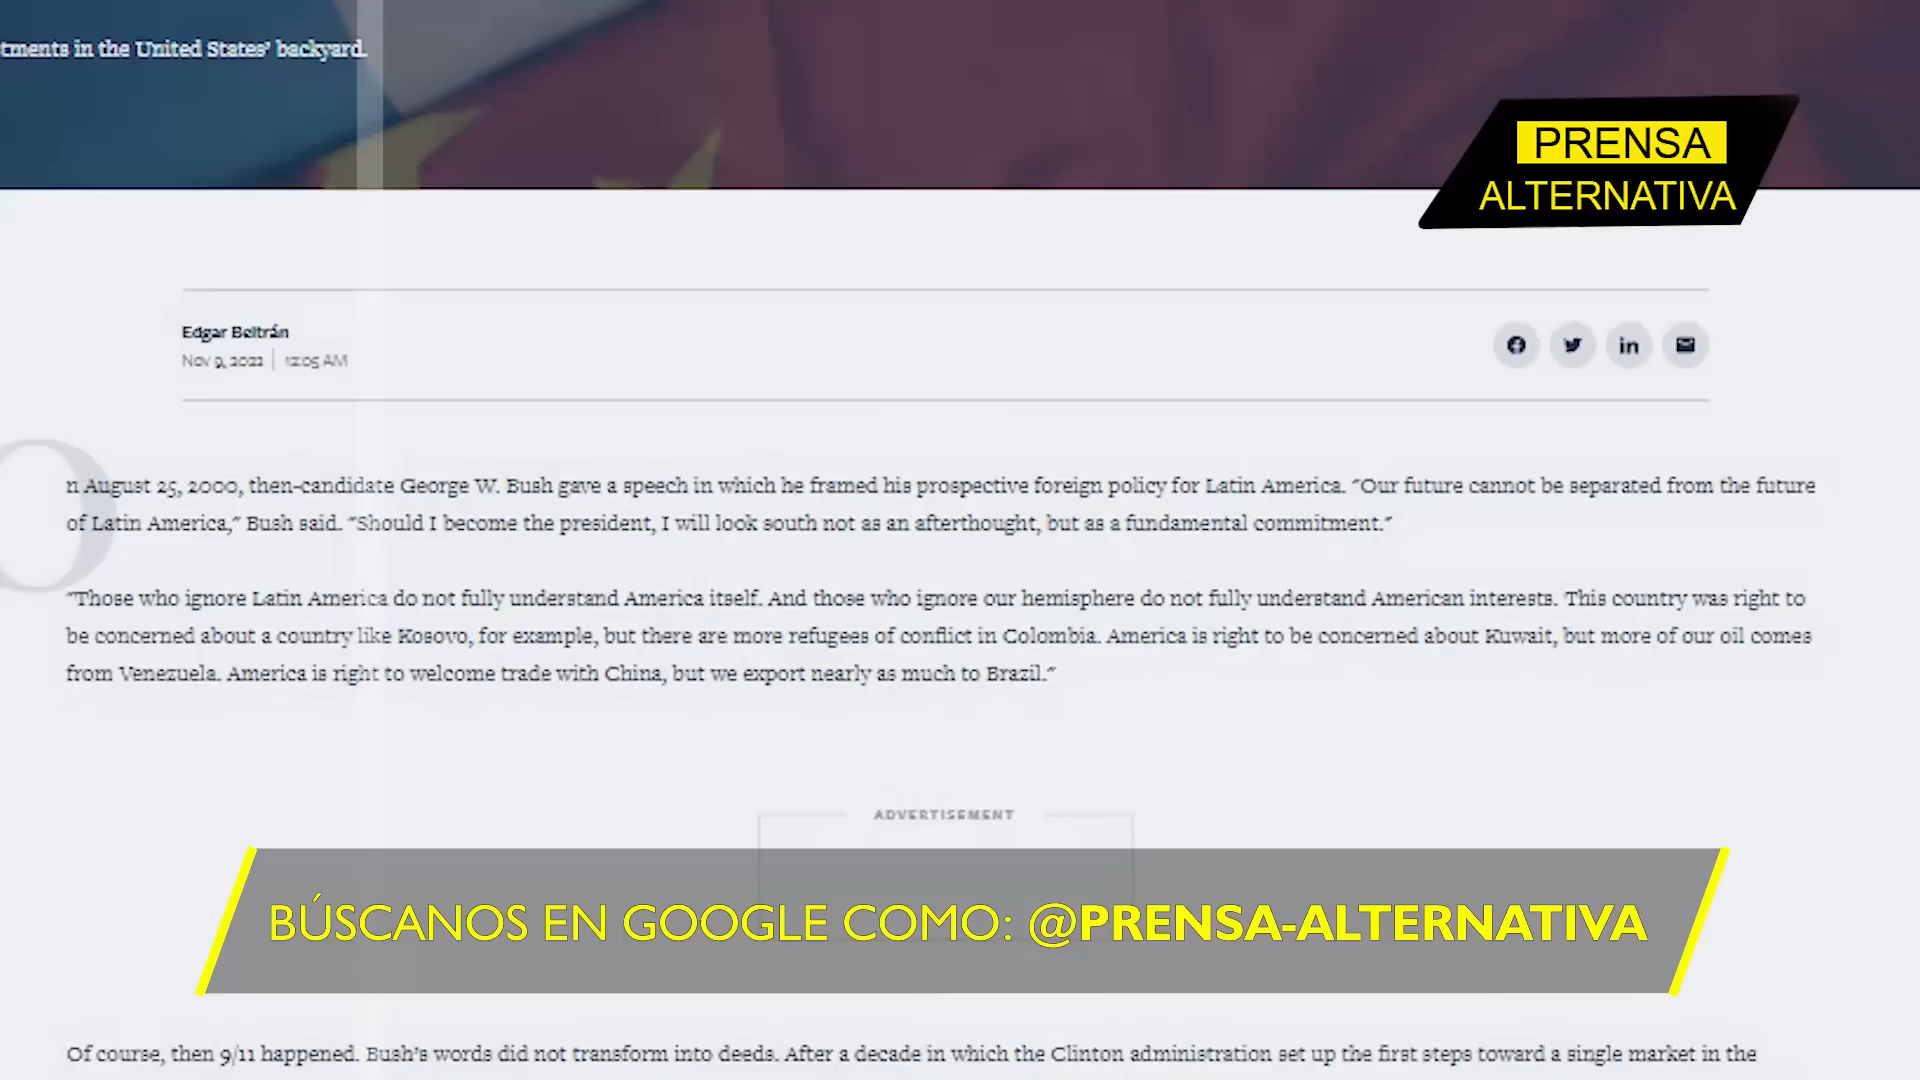 tments in the United States' backyard.
PRENSA
ALTERNATIVA
Edgar Beltrán
Nov 9, 2022 | 12:05 AM
O
n August 25, 2000, then-candidate George W. Bush gave a speech in which he framed his prospective foreign policy for Latin America. "Our future cannot be separated from the future
of Latin America," Bush said. "Should I become the president, I will look south not as an afterthought, but as a fundamental commitment."
"Those who ignore Latin America do not fully understand America itself. And those who ignore our hemisphere do not fully understand American interests. This country was right to
be concerned about a country like Kosovo, for example, but there are more refugees of conflict in Colombia. America is right to be concerned about Kuwait, but more of our oil comes
from Venezuela. America is right to welcome trade with China, but we export nearly as much to Brazil."
ADVERTISEMENT
BÚSCANOS EN GOOGLE COMO: @PRENSA-ALTERNATIVA
Of course, then 9/11 happened. Bush's words did not transform into deeds. After a decade in which the Clinton administration set up the first steps toward a single market in the